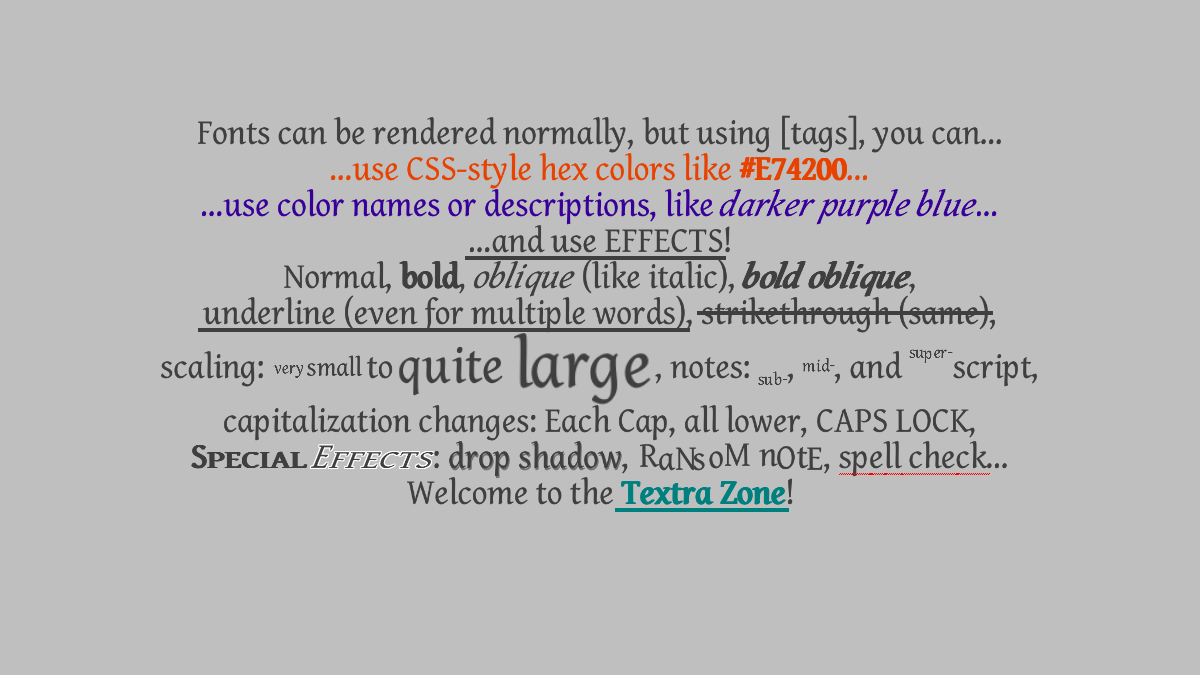 Fonts can be rendered normally, but using [tags], you can...
...use CSS-style hex colors like #E74200...
...use color names or descriptions, like darker purple blue...
...and use EFFECTS!
Normal, bold, oblique (like italic), bold oblique,
underline (even for multiple words), strikethrough (same),
scaling: very small to quite large, notes: sub-, mid-, and super-script,
capitalization changes: Each Cap, all lower, CAPS LOCK,
Special Effects: drop shadow, RaNsoM nOtE, spell check...
Welcome to the Textra Zone!